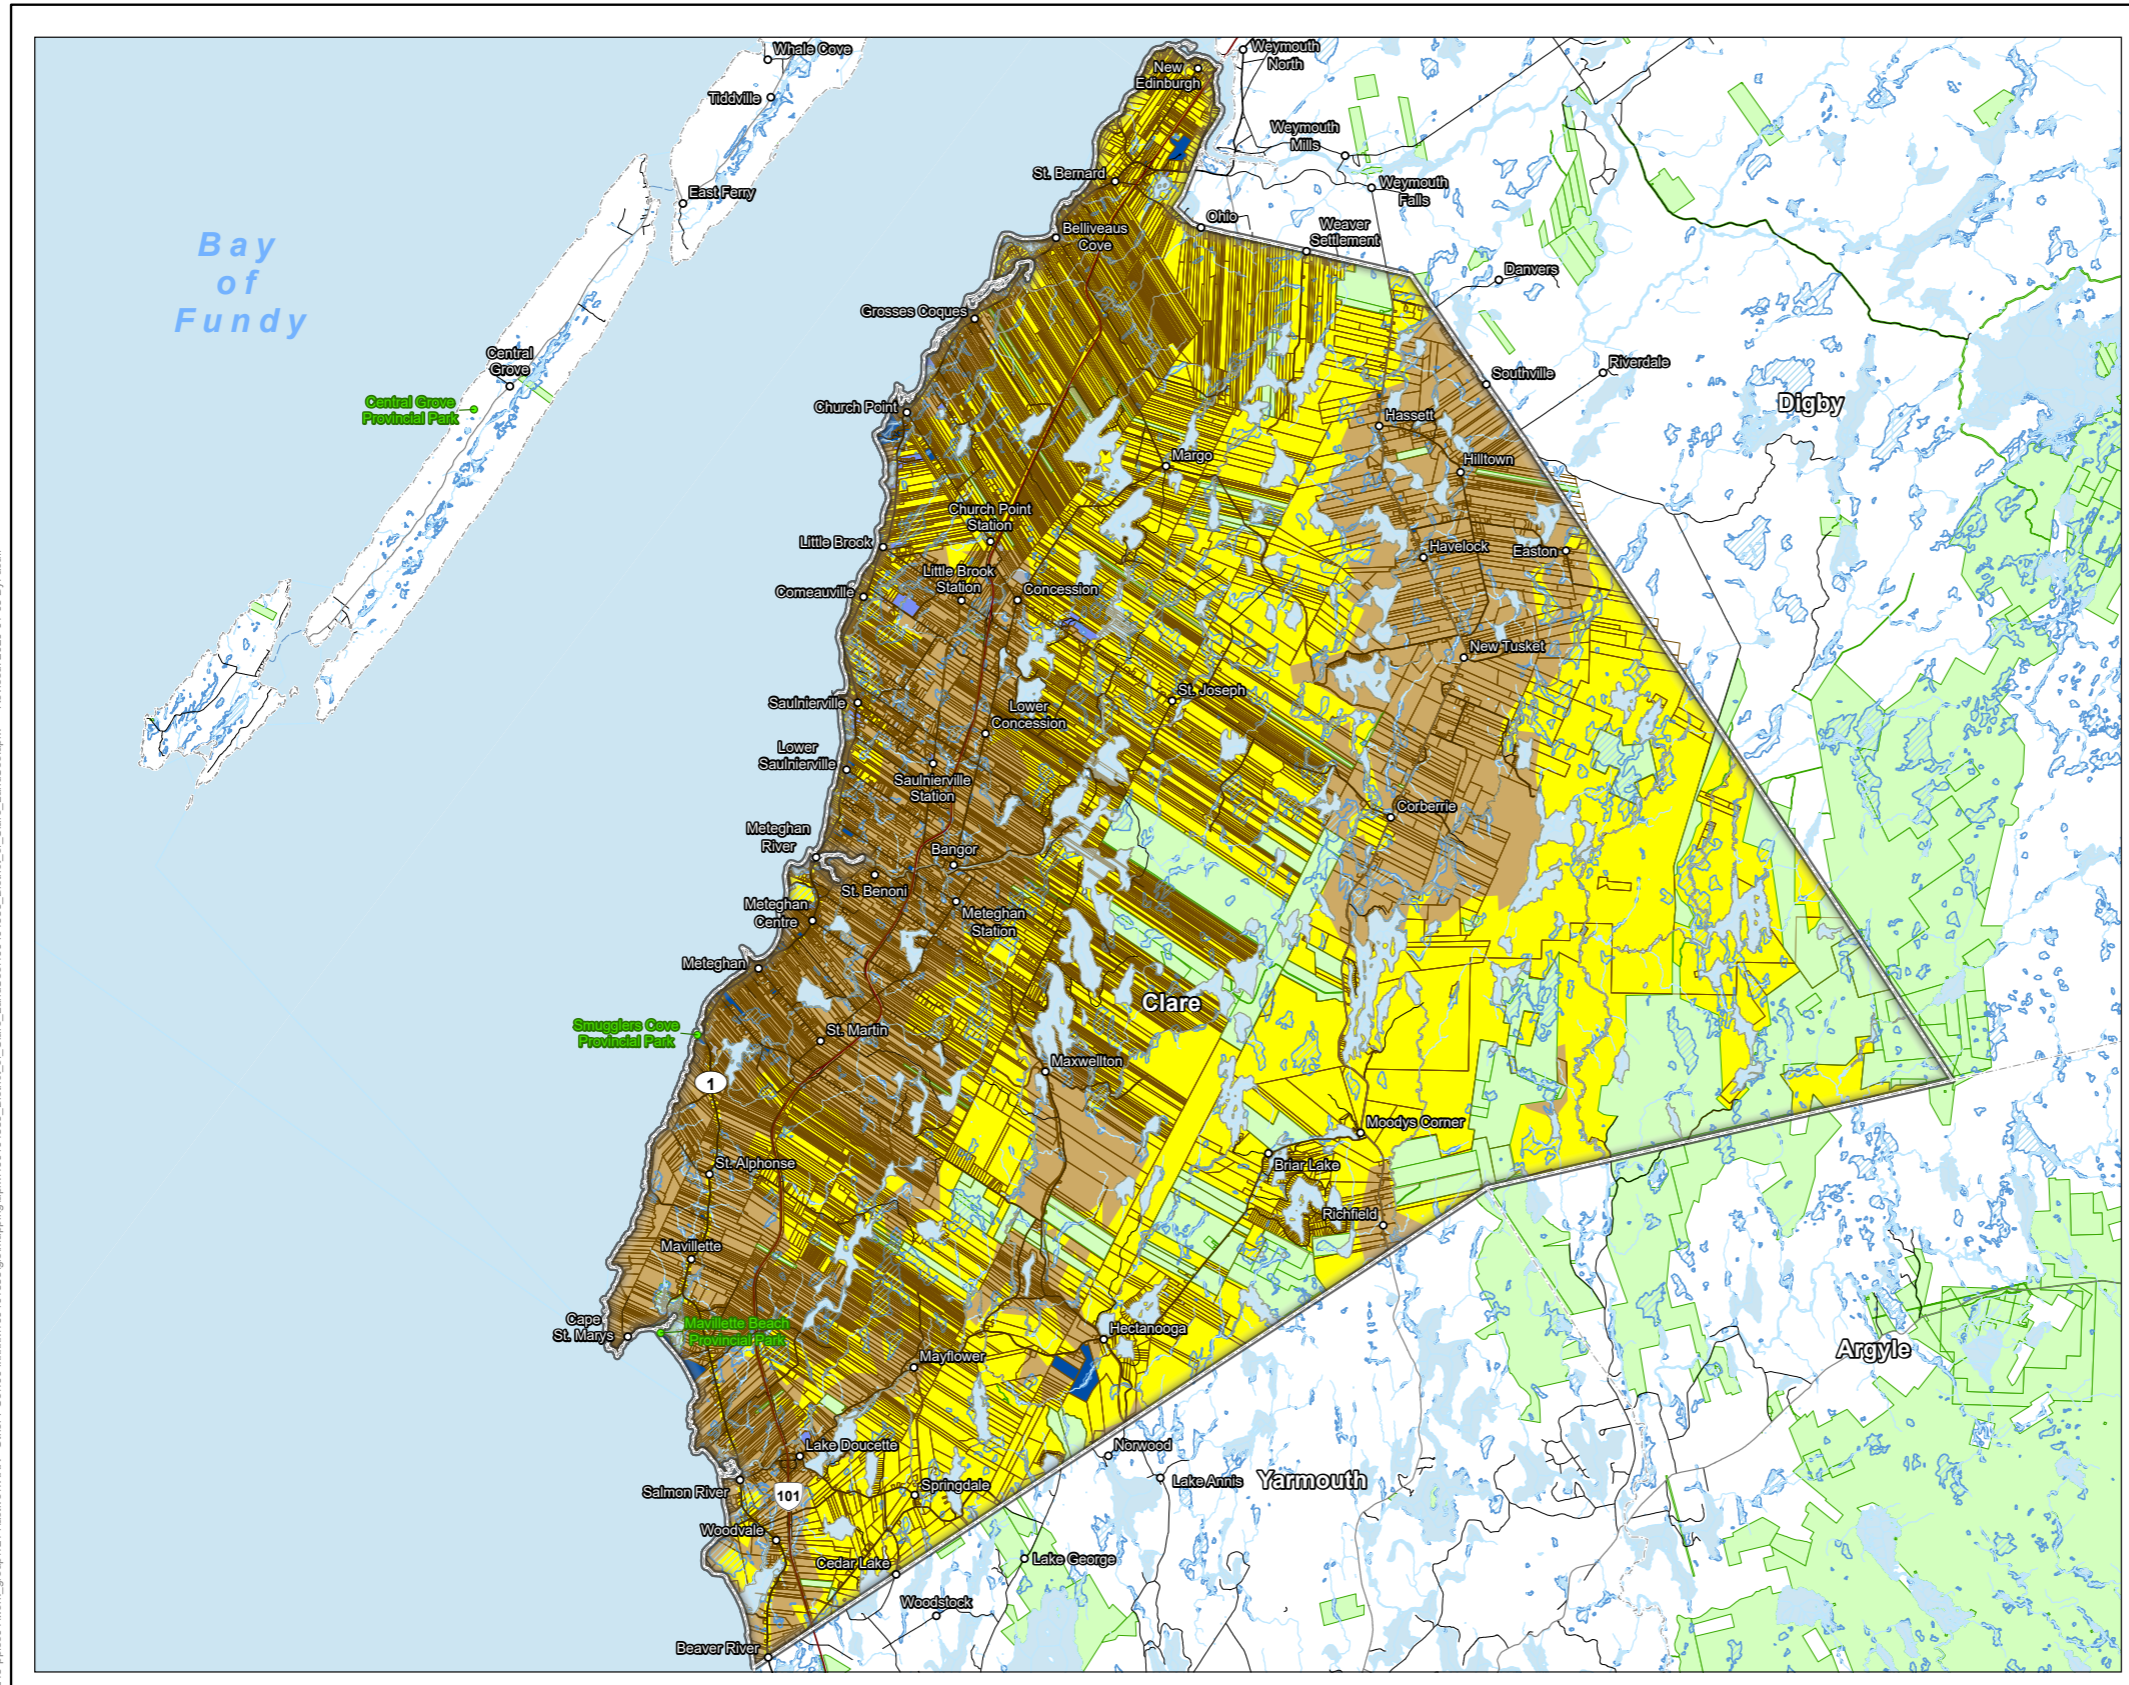 Whale Cove
Tiddville
East Ferry
Bay
of
Fundy
Central
Grove
Central Grove
Provincial Park
New
Edinburgh
Weymouth
North
Weymouth
Mills
Weymouth
Falls
St. Bernard
Ohio
Weaver
Settlement
Belliveaus
Cove
Danvers
Grosses Coques
Southville
Riverdale
Digby
Church Point
Hassett
Margo
Hilltown
Church Point
Station
Little Brook
Havelock
Easton
Little Brook
Station
Comeauville
Concession
New Tusket
St. Joseph
Saulnierville
Lower
Concession
Lower
Saulnierville
Saulnierville
Station
Corberrie
Meteghan
River
Bangor
St. Benoni
Meteghan
Centre
Meteghan
Station
Meteghan
Clare
Smugglers Cove
Provincial Park
St. Martin
Maxwellton
1
Moodys Corner
St. Alphonse
Briar Lake
Richfield
Mavillette
Cape
St. Marys
Mavillette Beach
Provincial Park
Hectanooga
Argyle
Mayflower
Lake Doucette
Norwood
Lake Annis
Yarmouth
Salmon River
101
Springdale
Woodvale
Cedar Lake
Lake George
Woodstock
Beaver River